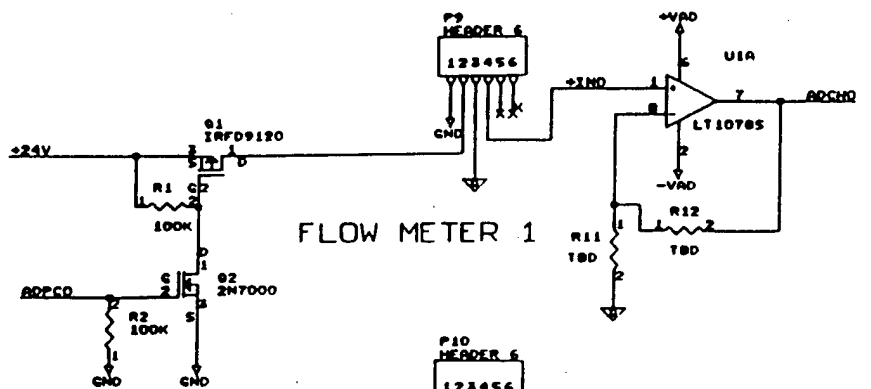 P9
HEADER 6
123456
+VAD
6
U1A
+IN0
1
8
7
ADCH0
LT1078S
2
-VAD
GND
Q1
IRFD9120
+24V
3
S
1
D
G
2
R1
1
2
100K
FLOW METER 1
R12
1
2
TBD
R11
1
TBD
2
D
1
G
2
Q2
2N7000
3
S
ADPC0
2
R2
100K
1
GND
GND
P10
HEADER 6
123456